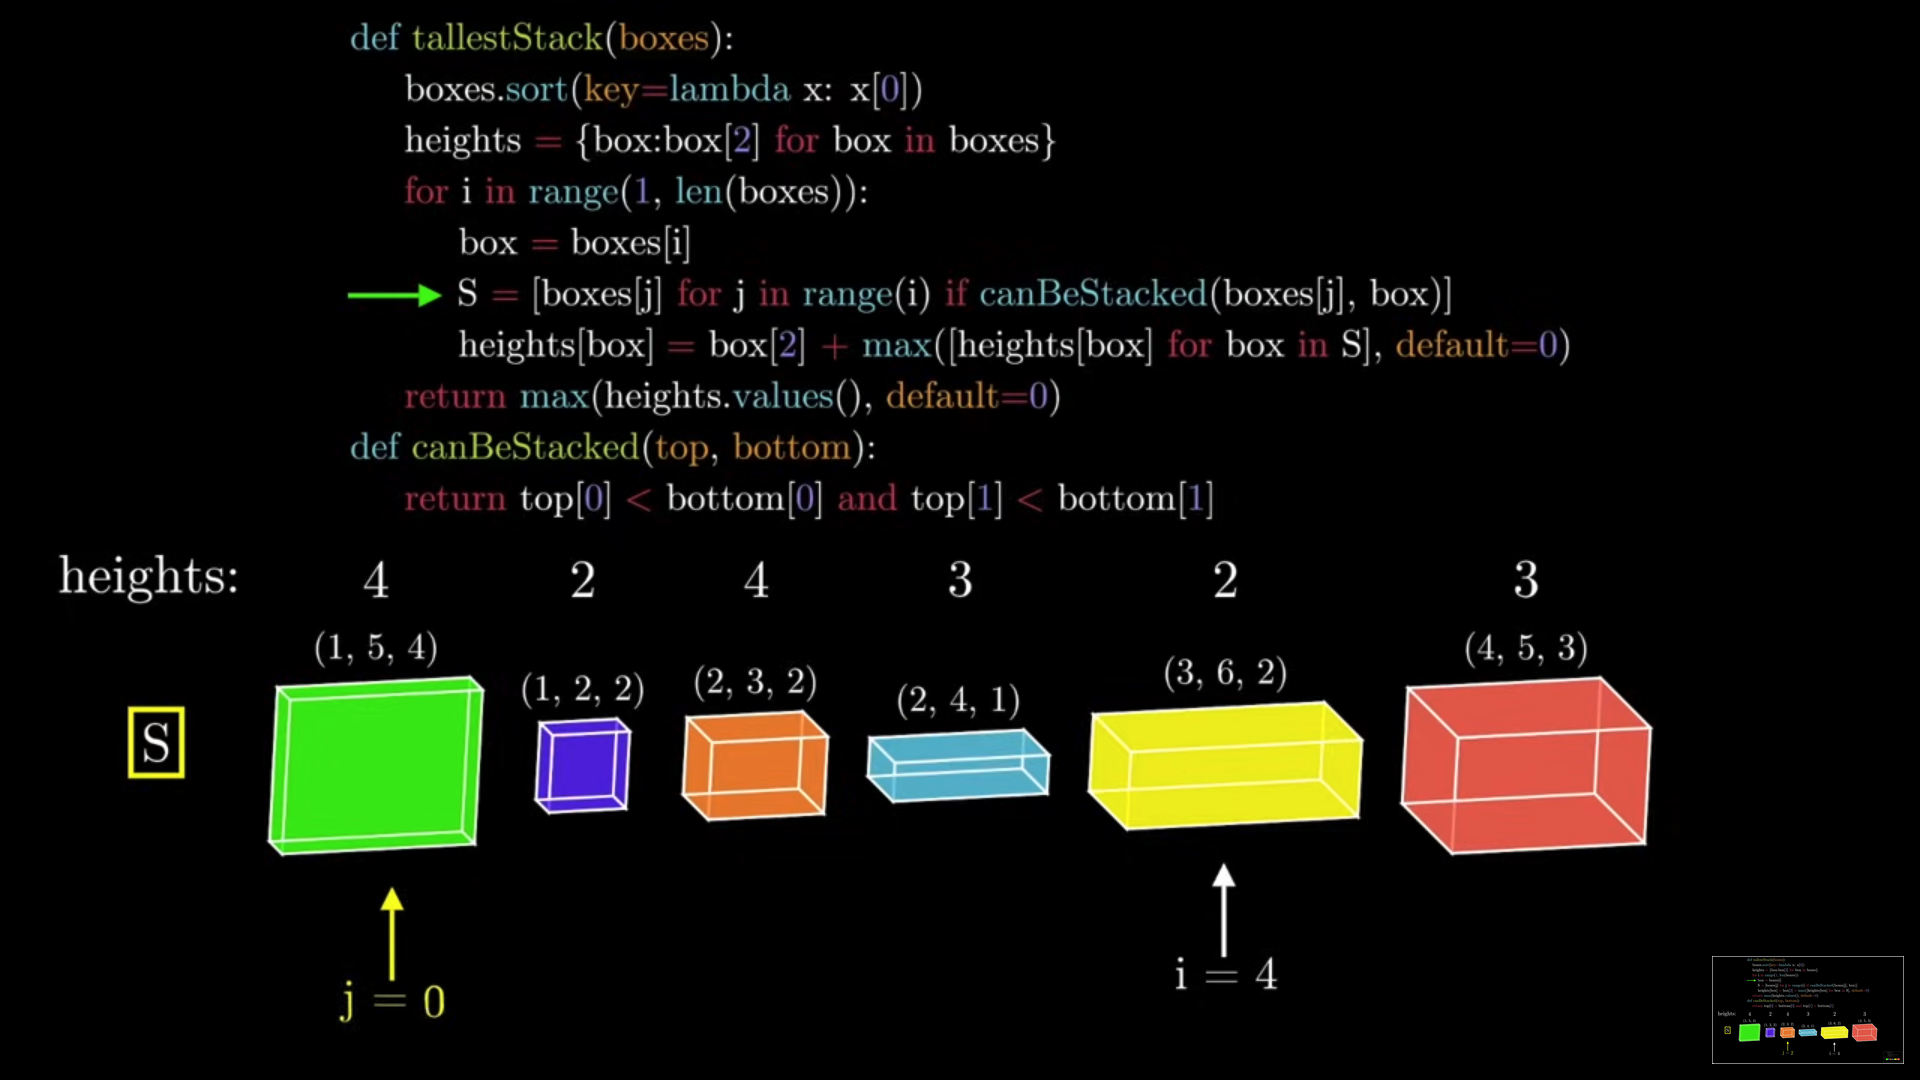 def tallestStack(boxes):
boxes.sort(key=lambda x: x[0])
heights = {box:box[2] for box in boxes}
for i in range(1, len(boxes)):
box = boxes[i]
S = [boxes[j] for j in range(i) if canBeStacked(boxes[j], box)]
heights[box] = box[2] + max([heights[box] for box in S], default=0)
return max(heights.values(), default=0)
def canBeStacked(top, bottom):
return top[0] < bottom[0] and top[1] < bottom[1]
heights: 4 2 4 3 2 3
(1, 5, 4) (1, 2, 2) (2, 3, 2) (2, 4, 1) (3, 6, 2) (4, 5, 3)
S
j = 0 i = 4